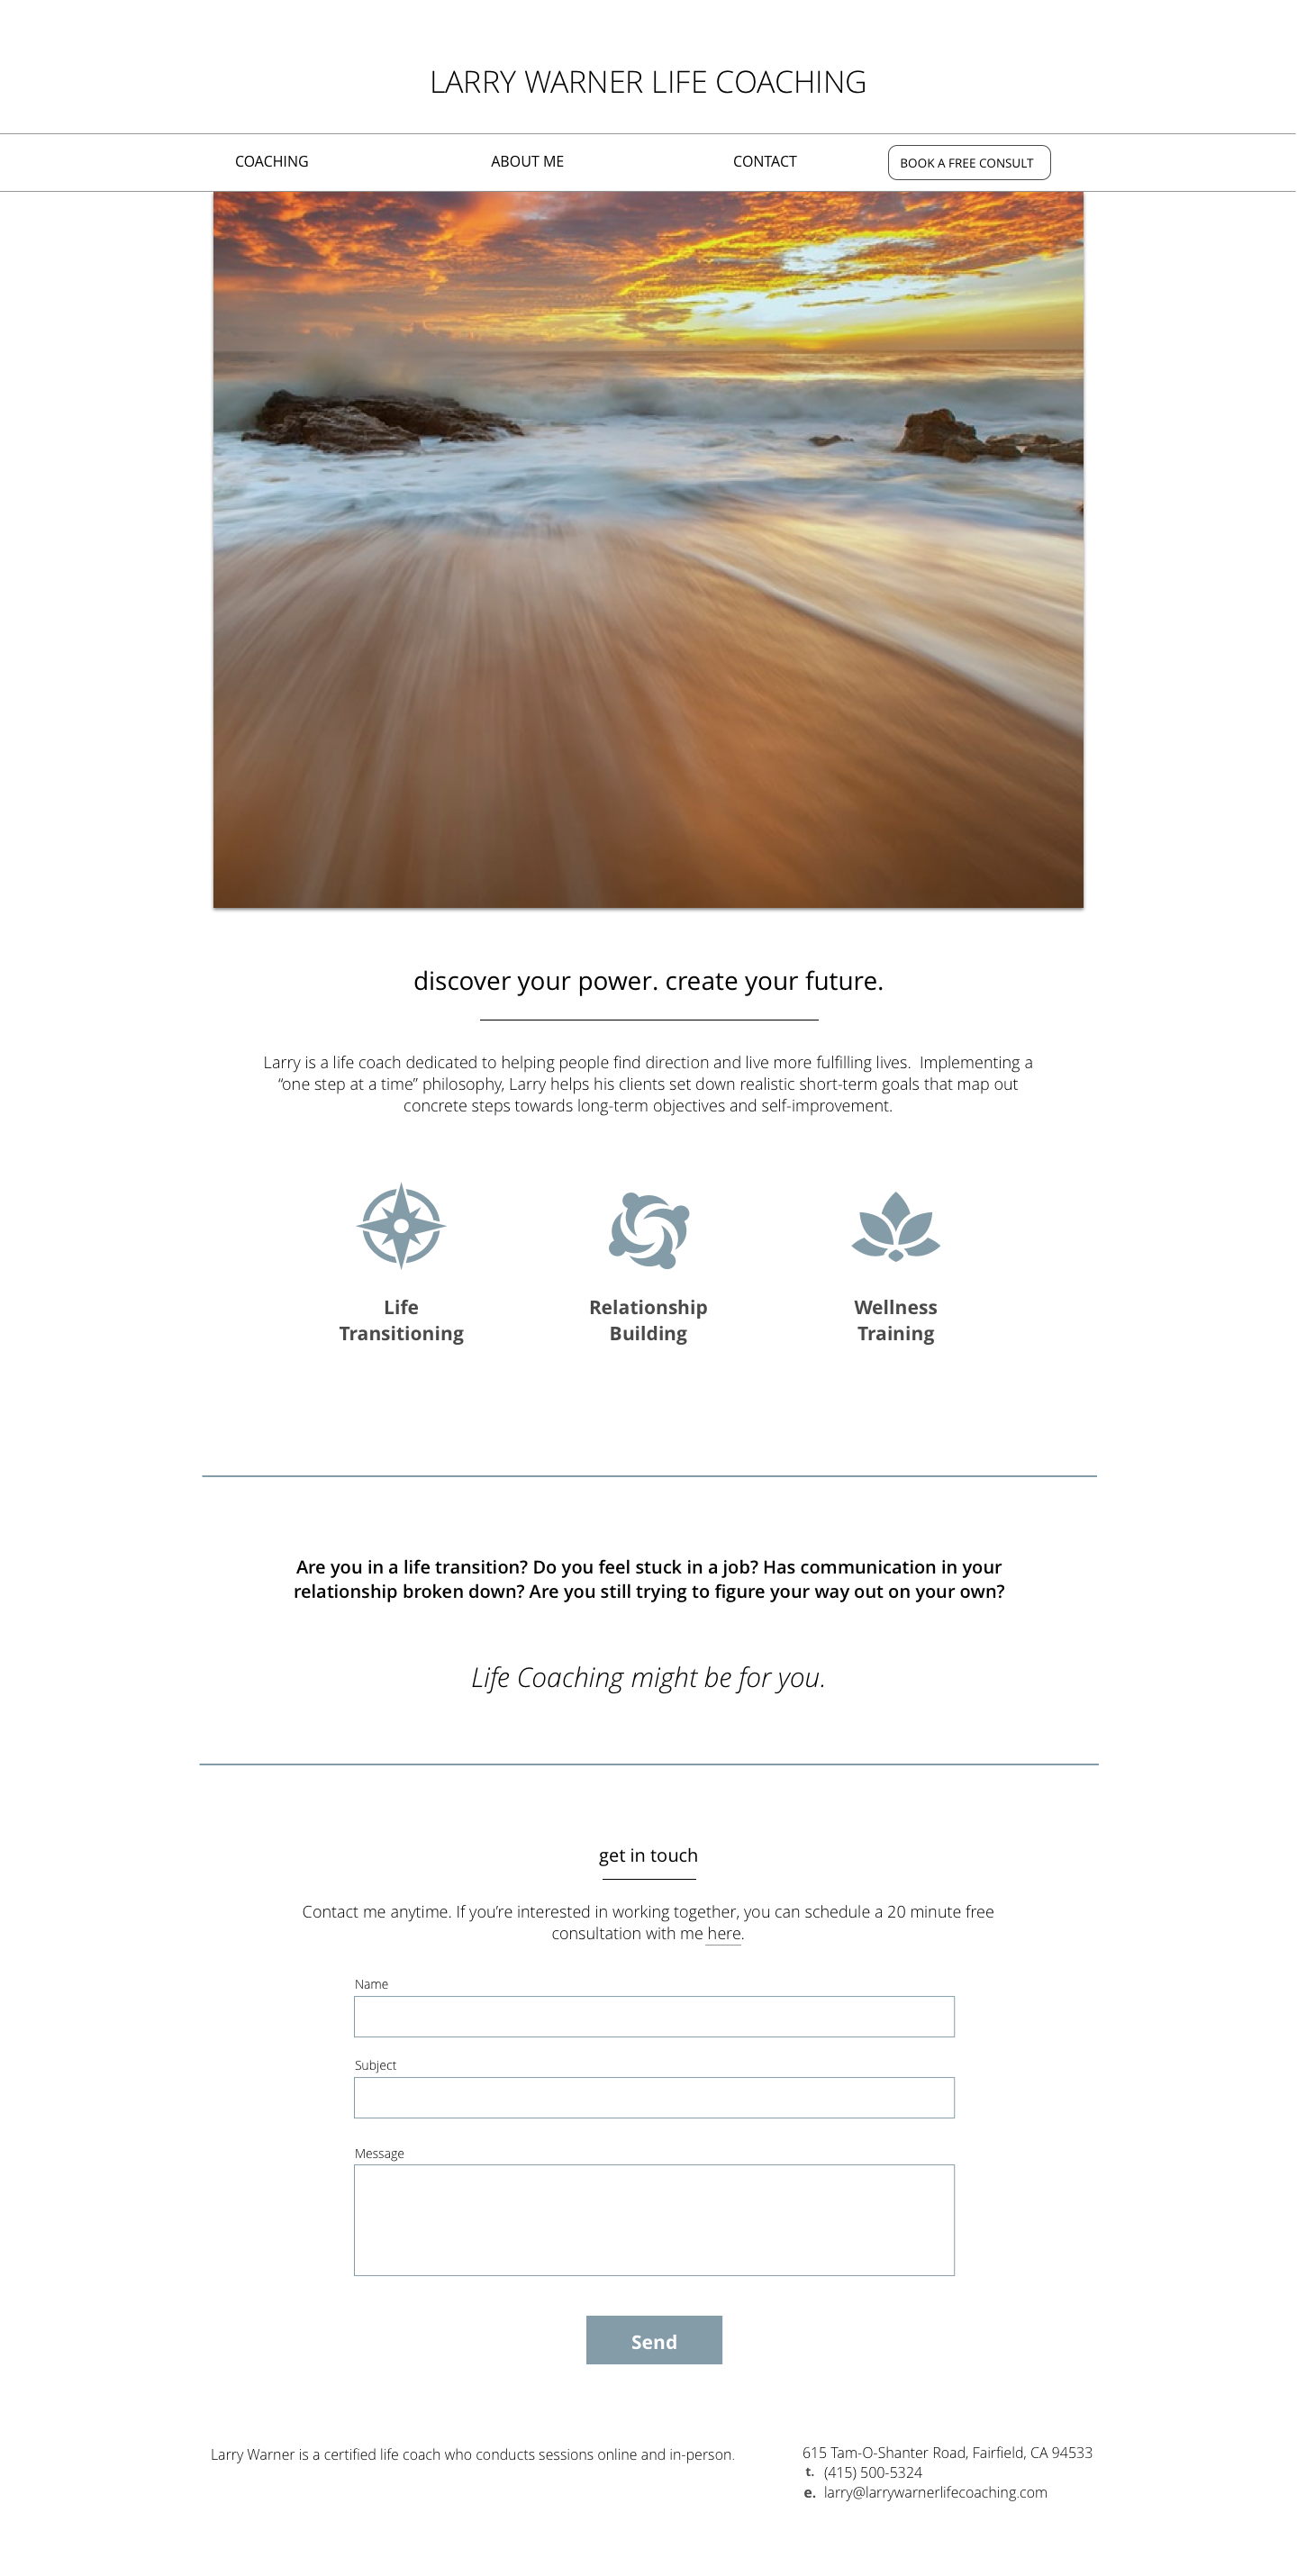 LARRY WARNER LIFE COACHING
COACHING
ABOUT ME
CONTACT
BOOK A FREE CONSULT
discover your power. create your future.
Larry is a life coach dedicated to helping people find direction and live more fulfilling lives.  Implementing a
“one step at a time” philosophy, Larry helps his clients set down realistic short-term goals that map out
concrete steps towards long-term objectives and self-improvement.
Life
Transitioning
Relationship
Building
Wellness
Training
Are you in a life transition? Do you feel stuck in a job? Has communication in your
relationship broken down? Are you still trying to figure your way out on your own?
Life Coaching might be for you.
get in touch
Contact me anytime. If you’re interested in working together, you can schedule a 20 minute free
consultation with me here.
Name
Subject
Message
Send
Larry Warner is a certified life coach who conducts sessions online and in-person.
615 Tam-O-Shanter Road, Fairfield, CA 94533
t. (415) 500-5324
e. larry@larrywarnerlifecoaching.com